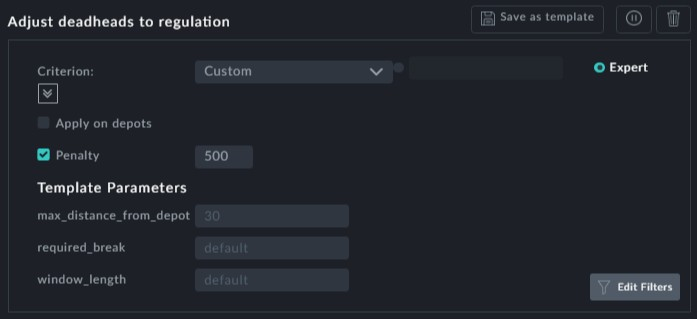 Adjust deadheads to regulation
Save as template
Criterion:
Custom
Expert
Apply on depots
Penalty
500
Template Parameters
max_distance_from_depot
30
required_break
default
window_length
default
Edit Filters